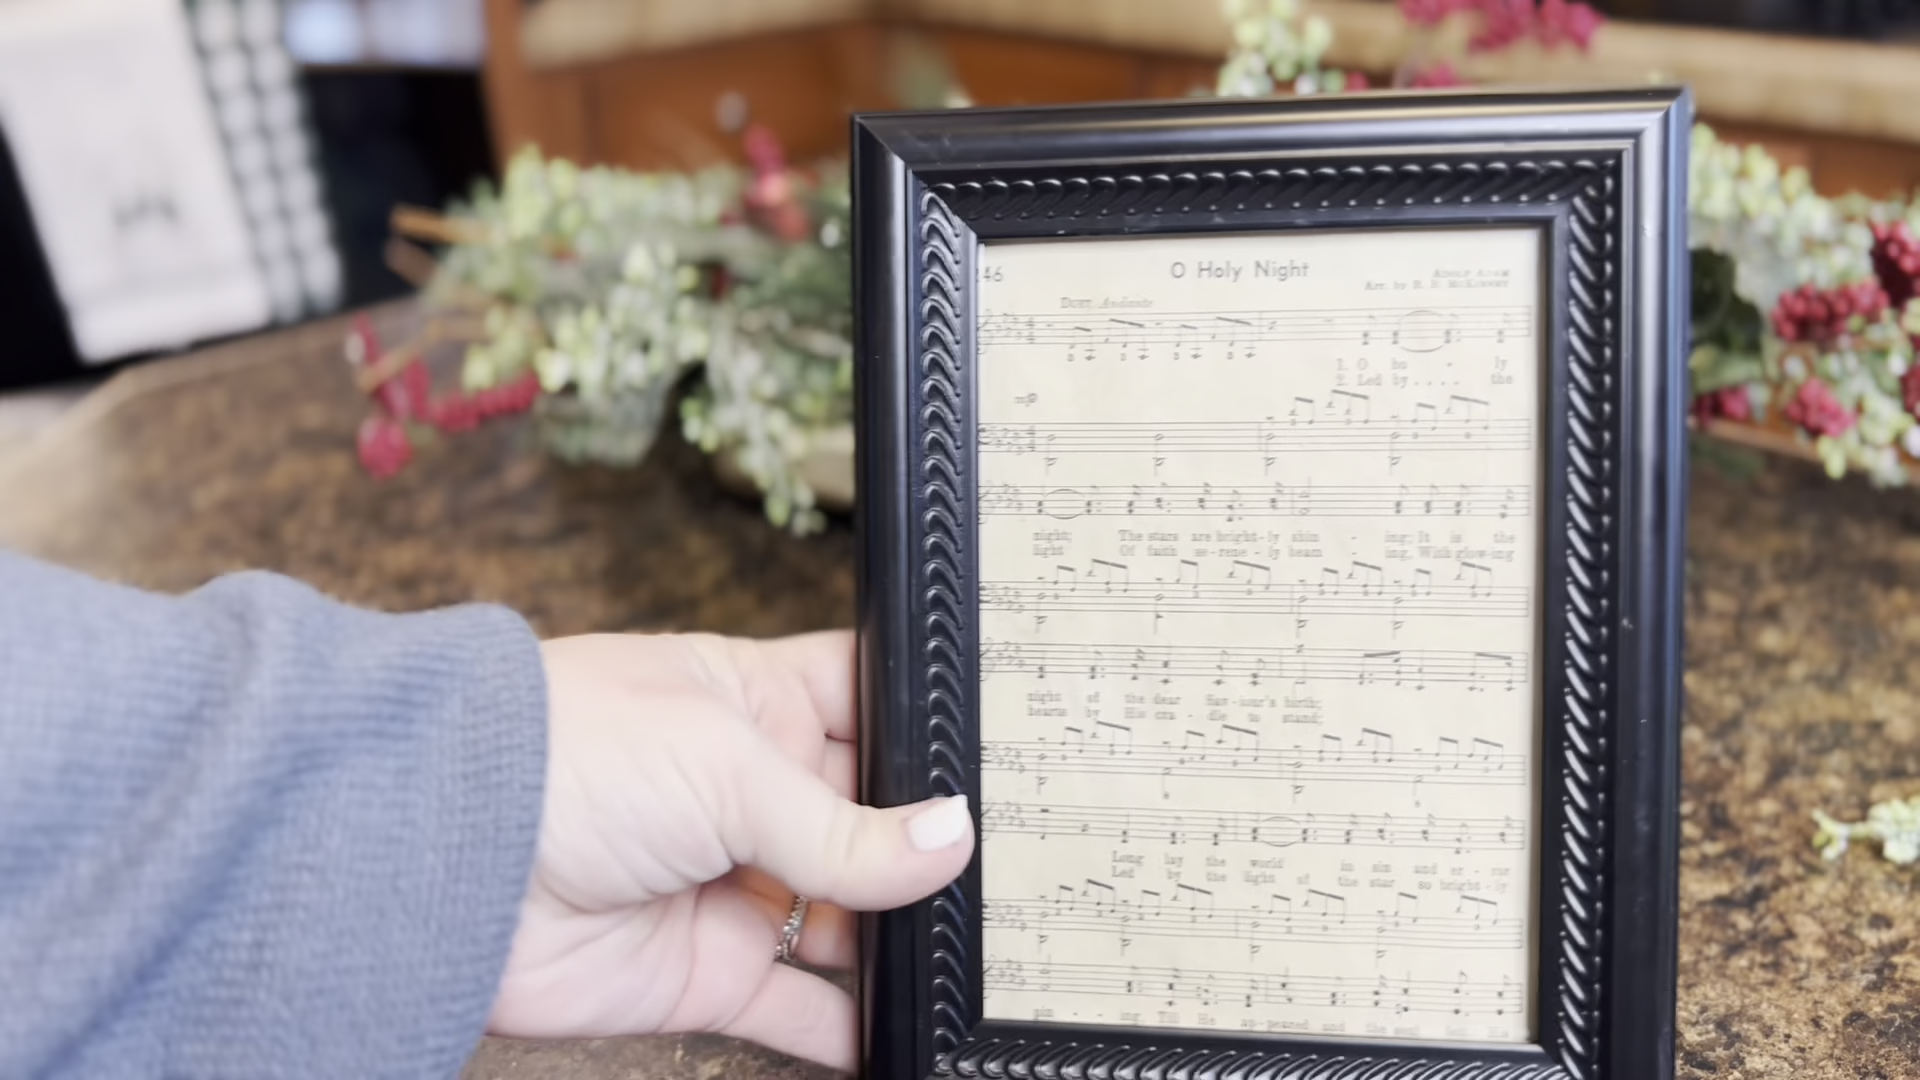 46
O Holy Night
Adolf Adam
Arr. by B. B. McKinney
Duet Andante
1. O ho - ly
2. Led by .... the
mp
night; The stars are bright-ly shin - ing; It is the
light Of faith se-rene-ly beam - ing, With glow-ing
night of the dear Sav-iour's birth;
hearts by His cra - dle to stand;
Long lay the world in sin and er - ror
Led by the light of the star so bright-ly
pin - - ing, Till He ap-peared and the soul